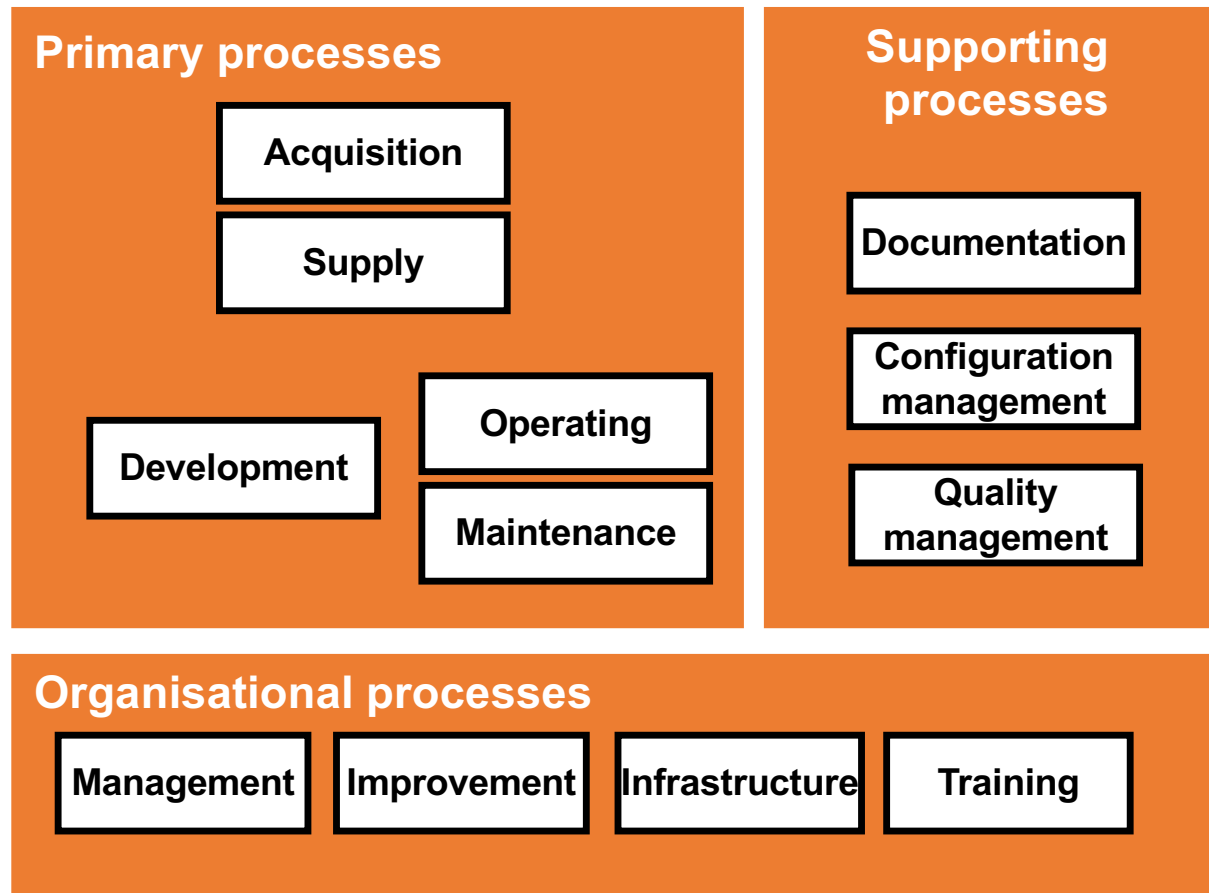 Primary processes
Acquisition
Supply
Development
Operating
Maintenance
Supporting
processes
Documentation
Configuration
management
Quality
management
Organisational processes
Management
Improvement
Infrastructure
Training